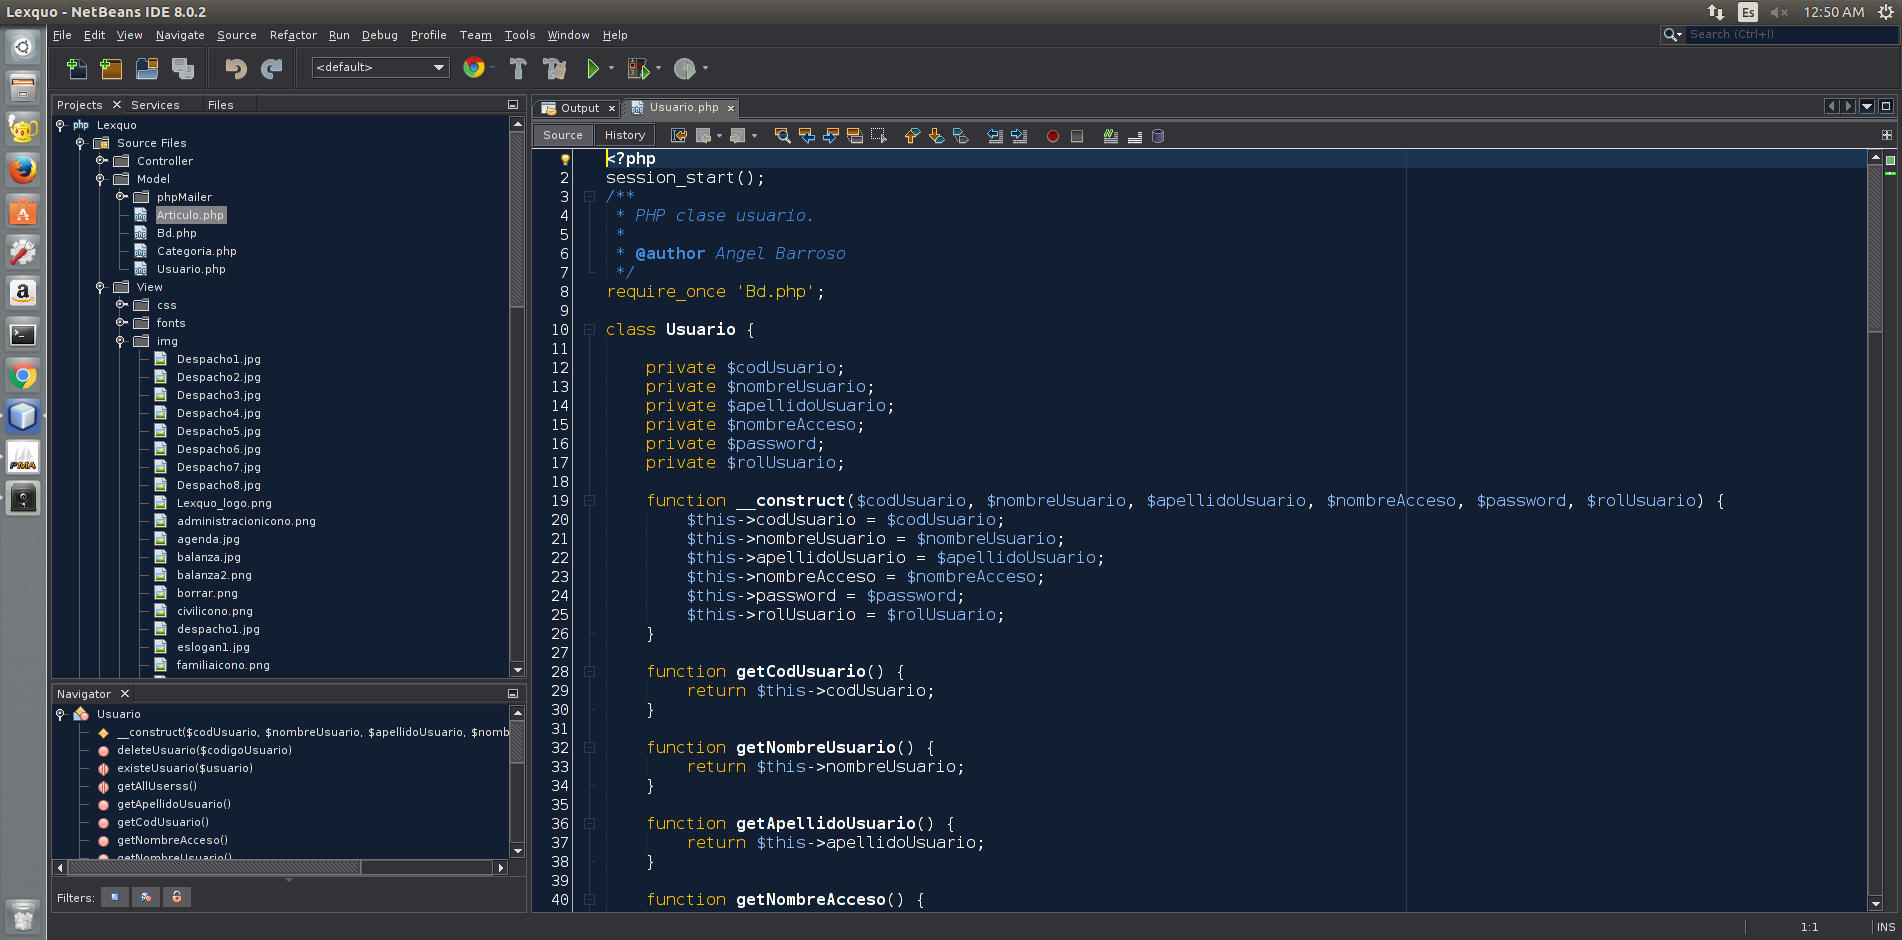 Lexquo - NetBeans IDE 8.0.2
Es
12:50 AM
File Edit View Navigate Source Refactor Run Debug Profile Team Tools Window Help
Search (Ctrl+I)
<default>
Projects Services Files
php Lexquo
Source Files
Controller
Model
phpMailer
Articulo.php
Bd.php
Categoria.php
Usuario.php
View
css
fonts
img
Despacho1.jpg
Despacho2.jpg
Despacho3.jpg
Despacho4.jpg
Despacho5.jpg
Despacho6.jpg
Despacho7.jpg
Despacho8.jpg
Lexquo_logo.png
administracionicono.png
agenda.jpg
balanza.jpg
balanza2.png
borrar.png
civilicono.png
despacho1.jpg
eslogan1.jpg
familiaicono.png
PMA
Navigator
Usuario
__construct($codUsuario, $nombreUsuario, $apellidoUsuario, $nomb
deleteUsuario($codigoUsuario)
existeUsuario($usuario)
getAllUserss()
getApellidoUsuario()
getCodUsuario()
getNombreAcceso()
getNombreUsuario()
Filters:
Output Usuario.php
Source History
<?php
2 session_start();
3 /**
4 * PHP clase usuario.
5 *
6 * @author Angel Barroso
7 */
8 require_once 'Bd.php';
9
10 class Usuario {
11
12 private $codUsuario;
13 private $nombreUsuario;
14 private $apellidoUsuario;
15 private $nombreAcceso;
16 private $password;
17 private $rolUsuario;
18
19 function __construct($codUsuario, $nombreUsuario, $apellidoUsuario, $nombreAcceso, $password, $rolUsuario) {
20 $this->codUsuario = $codUsuario;
21 $this->nombreUsuario = $nombreUsuario;
22 $this->apellidoUsuario = $apellidoUsuario;
23 $this->nombreAcceso = $nombreAcceso;
24 $this->password = $password;
25 $this->rolUsuario = $rolUsuario;
26 }
27
28 function getCodUsuario() {
29 return $this->codUsuario;
30 }
31
32 function getNombreUsuario() {
33 return $this->nombreUsuario;
34 }
35
36 function getApellidoUsuario() {
37 return $this->apellidoUsuario;
38 }
39
40 function getNombreAcceso() {
1:1 INS